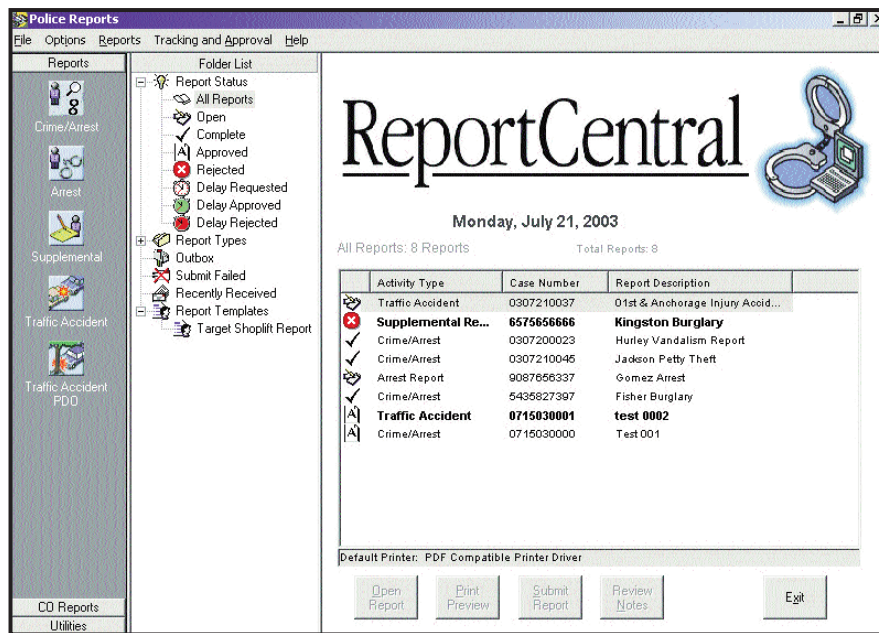 Police Reports
File Options Reports Tracking and Approval Help
Reports
Crime/Arrest
Arrest
Supplemental
Traffic Accident
Traffic Accident
PDO
CO Reports
Utilities
Folder List
Report Status
All Reports
Open
Complete
Approved
Rejected
Delay Requested
Delay Approved
Delay Rejected
Report Types
Outbox
Submit Failed
Recently Received
Report Templates
Target Shoplift Report
ReportCentral
Monday, July 21, 2003
All Reports: 8 Reports Total Reports: 8
Activity Type Case Number Report Description
Traffic Accident 0307210037 01st & Anchorage Injury Accid...
Supplemental Re... 6575656666 Kingston Burglary
Crime/Arrest 0307200023 Hurley Vandalism Report
Crime/Arrest 0307210045 Jackson Petty Theft
Arrest Report 9087656337 Gomez Arrest
Crime/Arrest 5435827397 Fisher Burglary
A Traffic Accident 0715030001 test 0002
A Crime/Arrest 0715030000 Test 001
Default Printer: PDF Compatible Printer Driver
Open Report
Print Preview
Submit Report
Review Notes
Exit